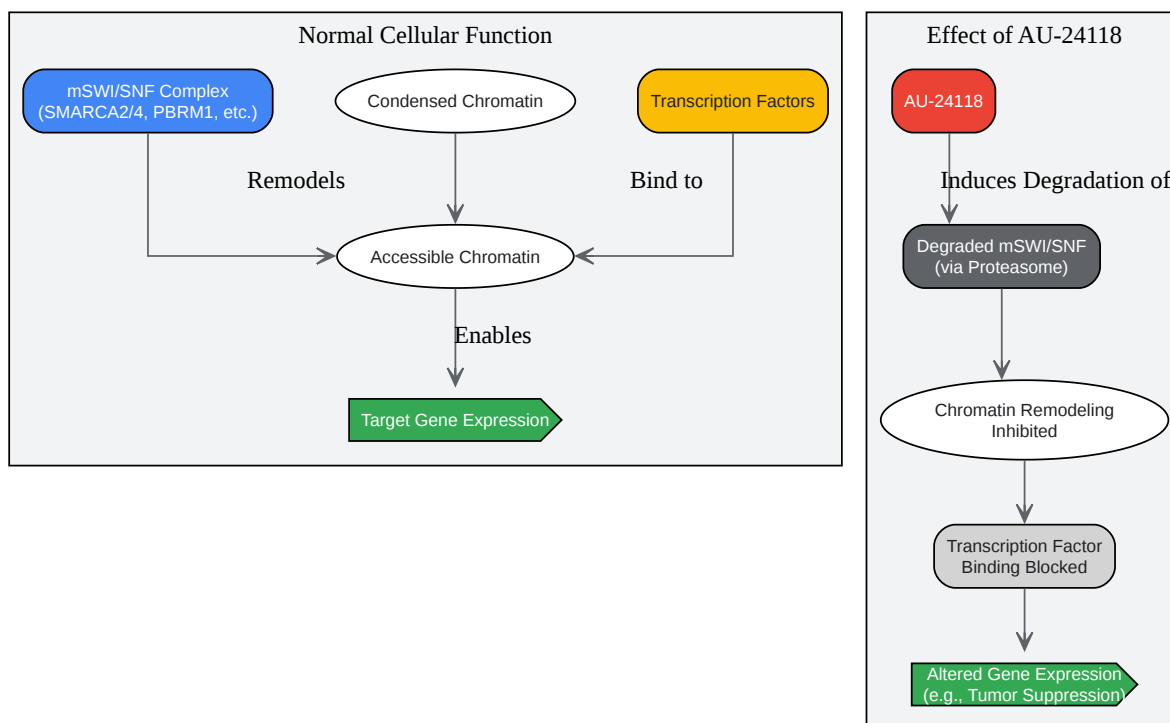 Normal Cellular Function
mSWI/SNF Complex
(SMARCA2/4, PBRM1, etc.)
Condensed Chromatin
Transcription Factors
Remodels
Bind to
Accessible Chromatin
Enables
Target Gene Expression
Effect of AU-24118
AU-24118
Induces Degradation of
Degraded mSWI/SNF
(via Proteasome)
Chromatin Remodeling
Inhibited
Transcription Factor
Binding Blocked
Altered Gene Expression
(e.g., Tumor Suppression)